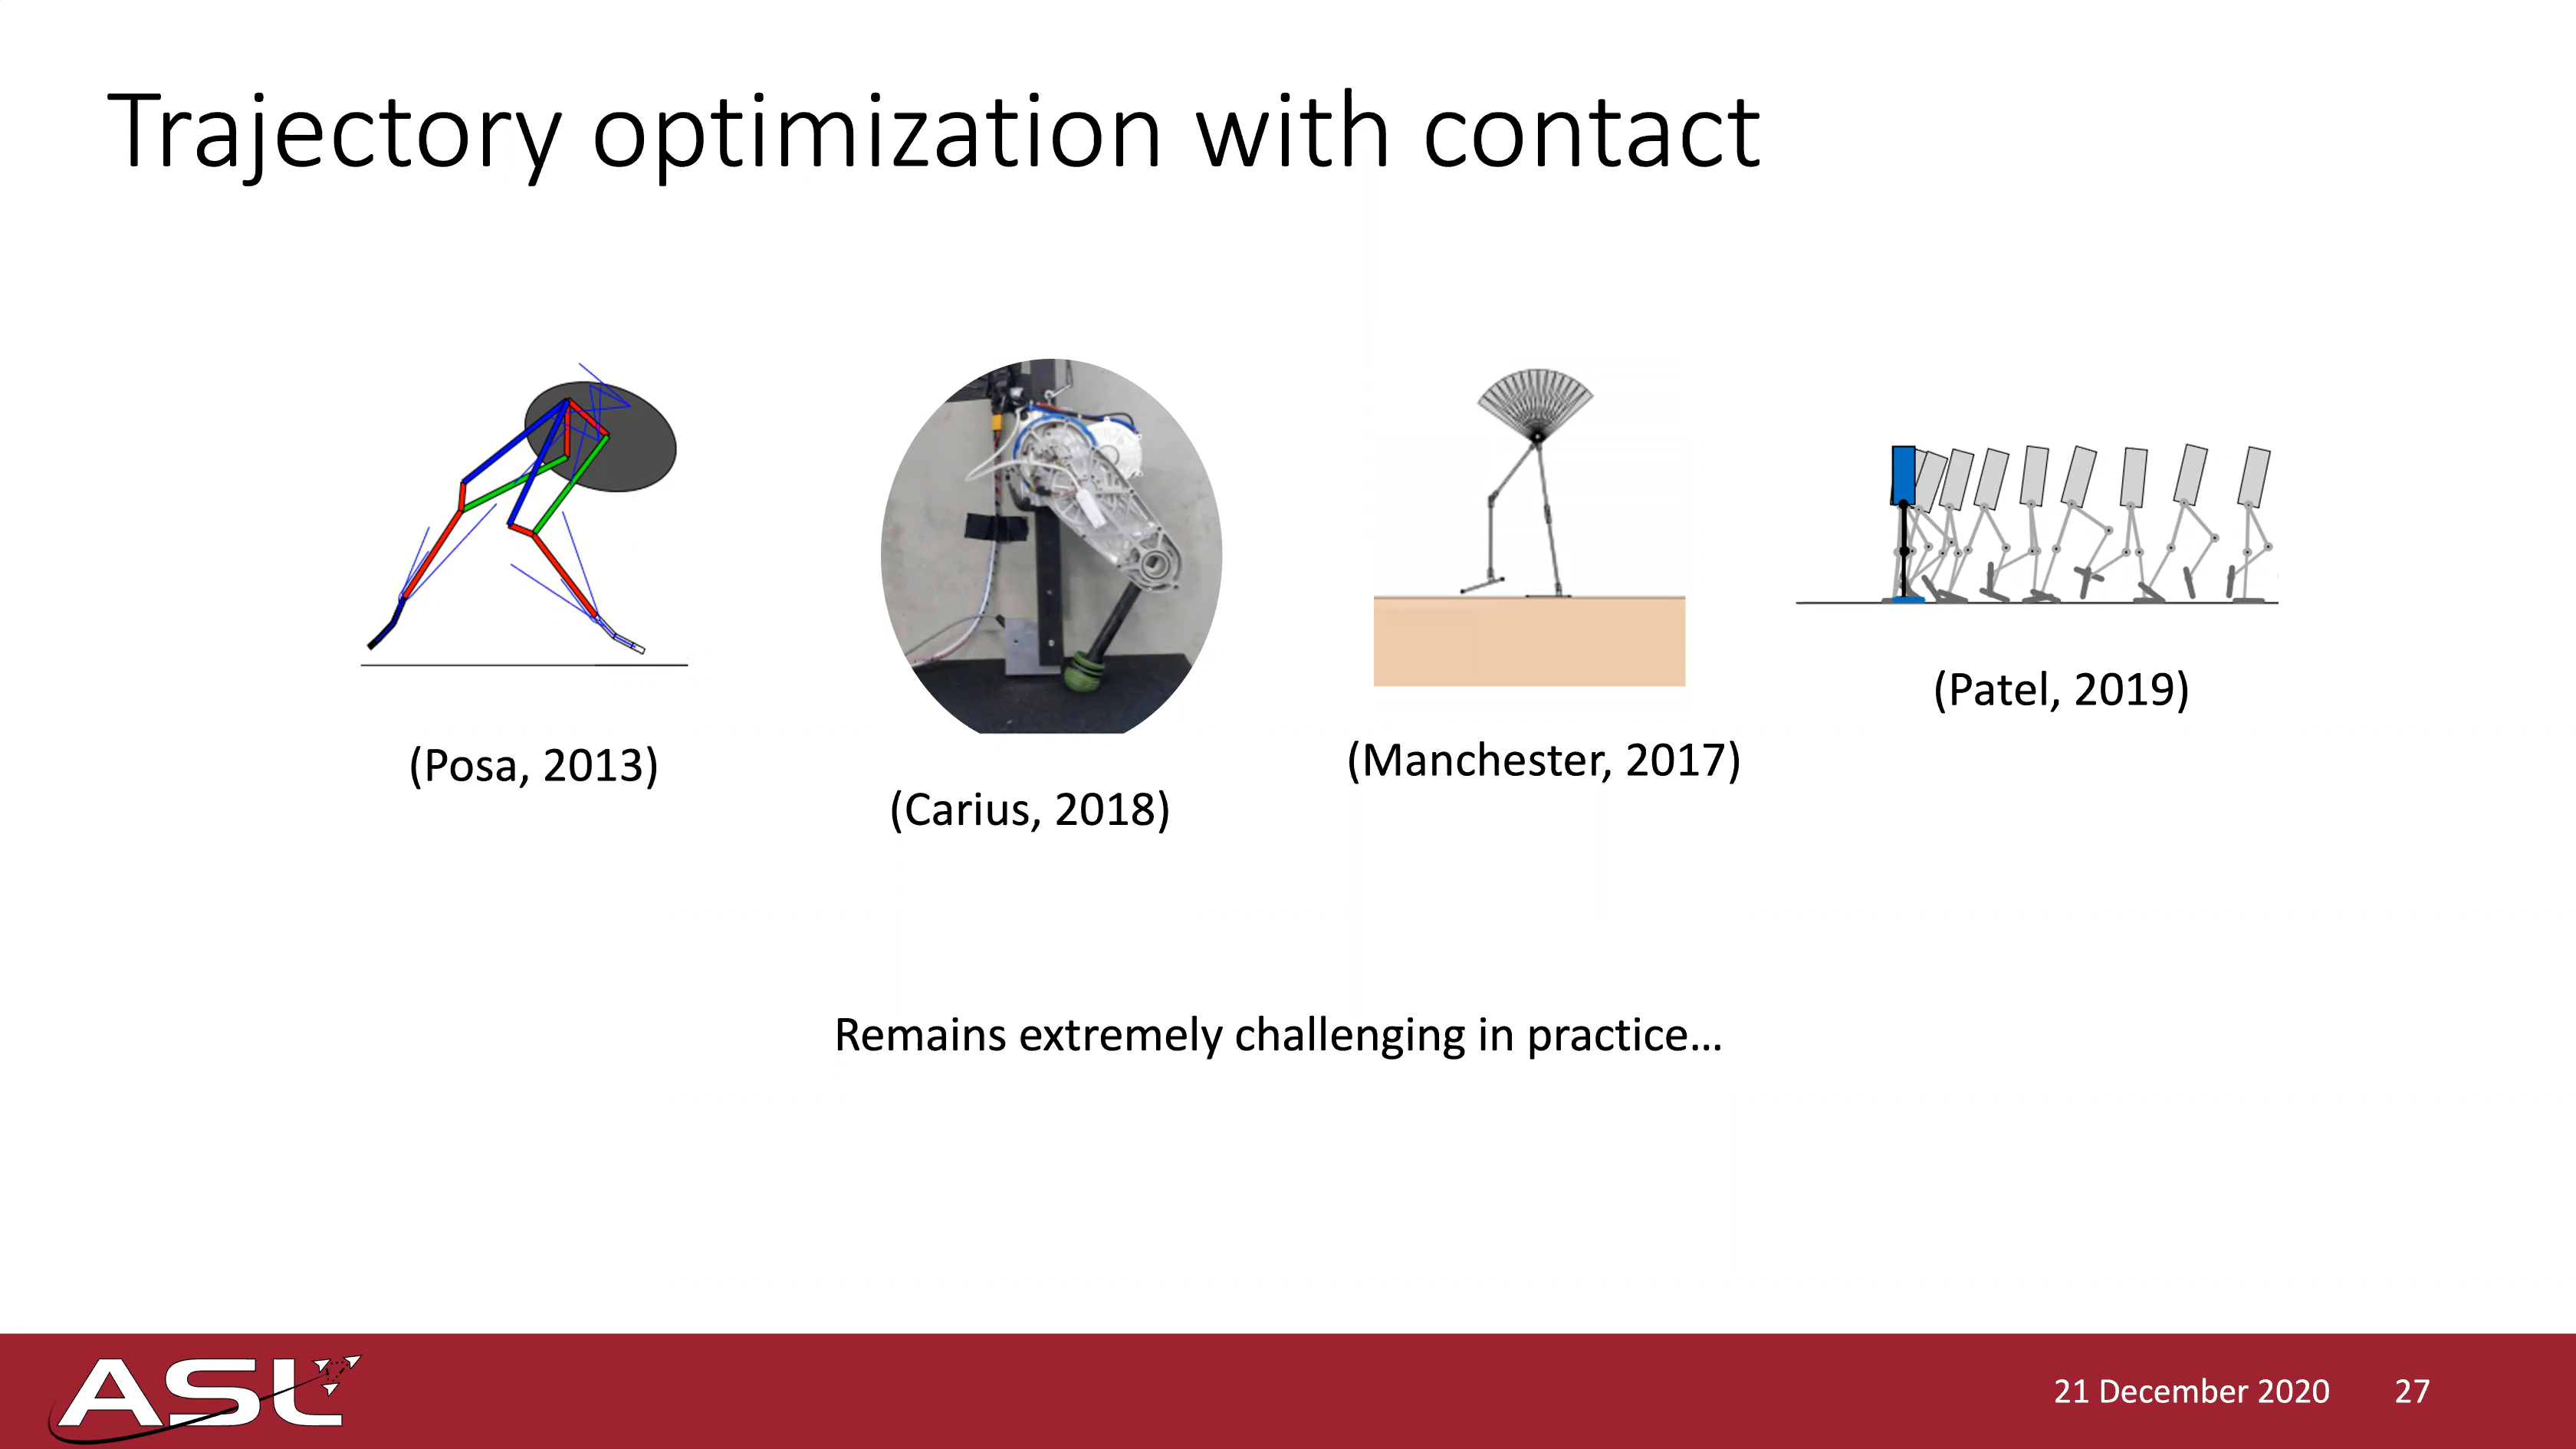 Trajectory optimization with contact
(Posa, 2013)
(Carius, 2018)
(Manchester, 2017)
(Patel, 2019)
Remains extremely challenging in practice…
ASL
21 December 2020
27